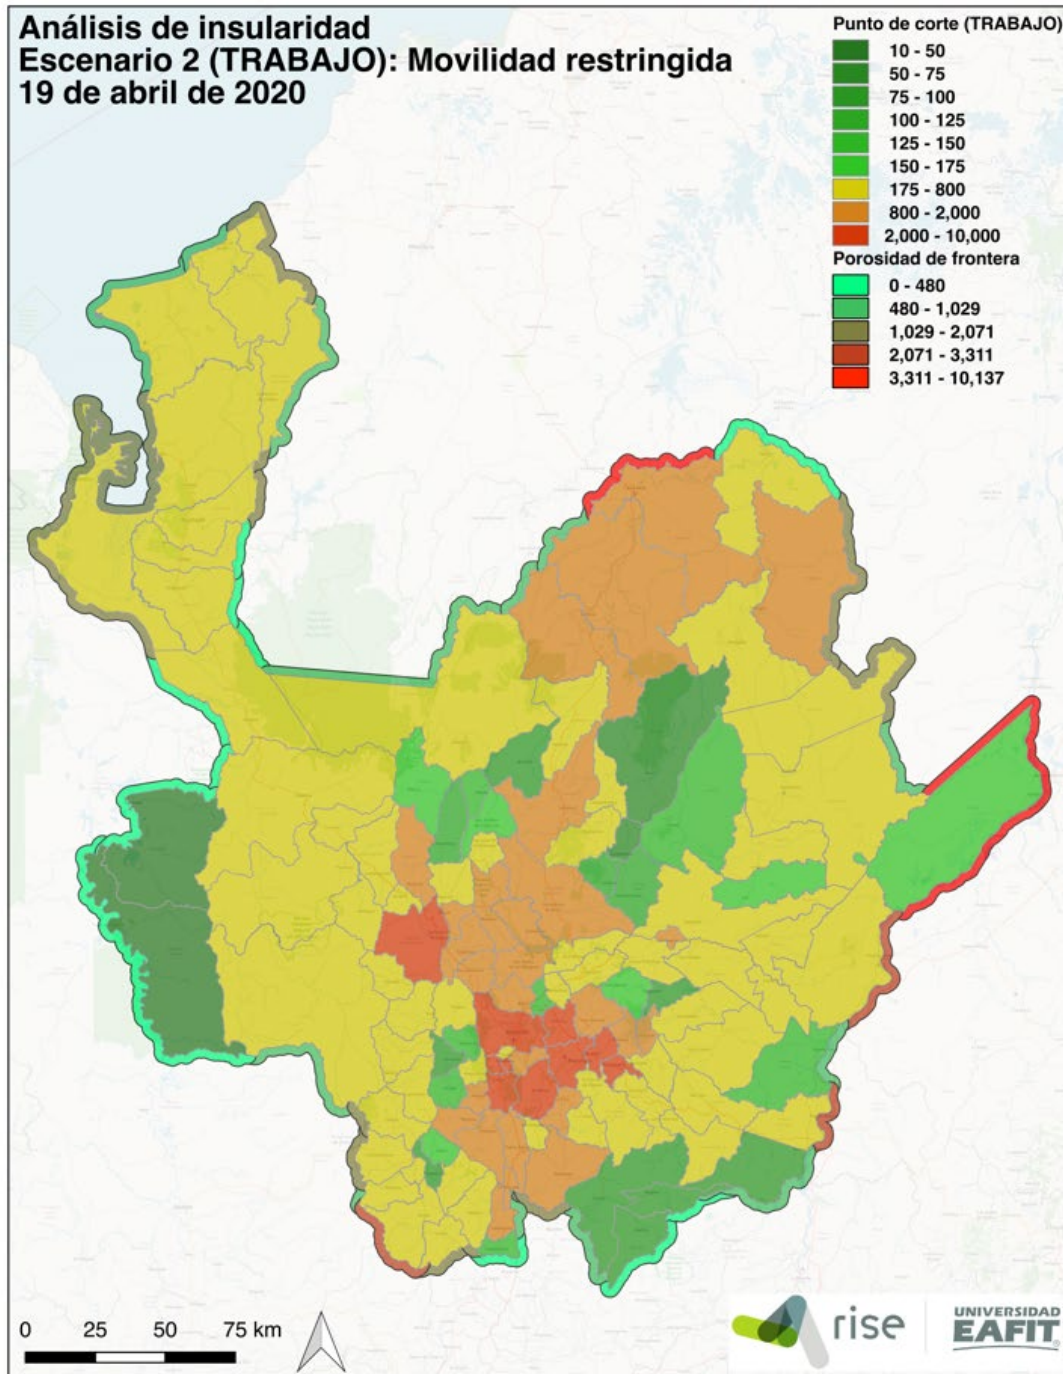 Análisis de insularidad
Escenario 2 (TRABAJO): Movilidad restringida
19 de abril de 2020
Punto de corte (TRABAJO)
10 - 50
50 - 75
75 - 100
100 - 125
125 - 150
150 - 175
175 - 800
800 - 2,000
2,000 - 10,000
Porosidad de frontera
0 - 480
480 - 1,029
1,029 - 2,071
2,071 - 3,311
3,311 - 10,137
0 25 50 75 km
rise
UNIVERSIDAD
EAFIT